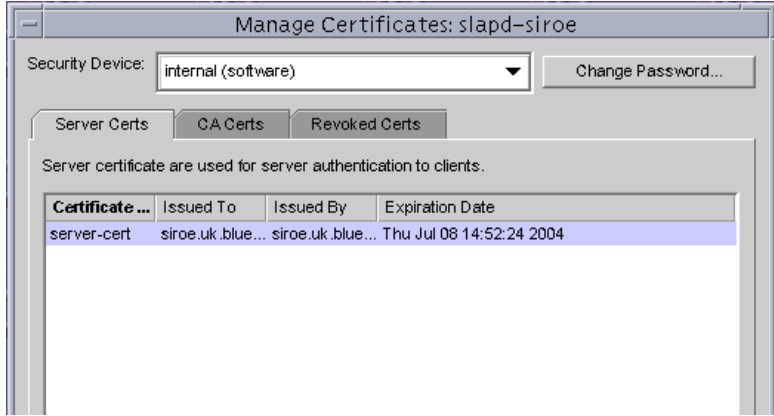 Manage Certificates: slapd-siroe
Security Device: internal (software) Change Password...
Server Certs CA Certs Revoked Certs
Server certificate are used for server authentication to clients.
Certificate ... Issued To Issued By Expiration Date
server-cert siroe.uk.blue... siroe.uk.blue... Thu Jul 08 14:52:24 2004